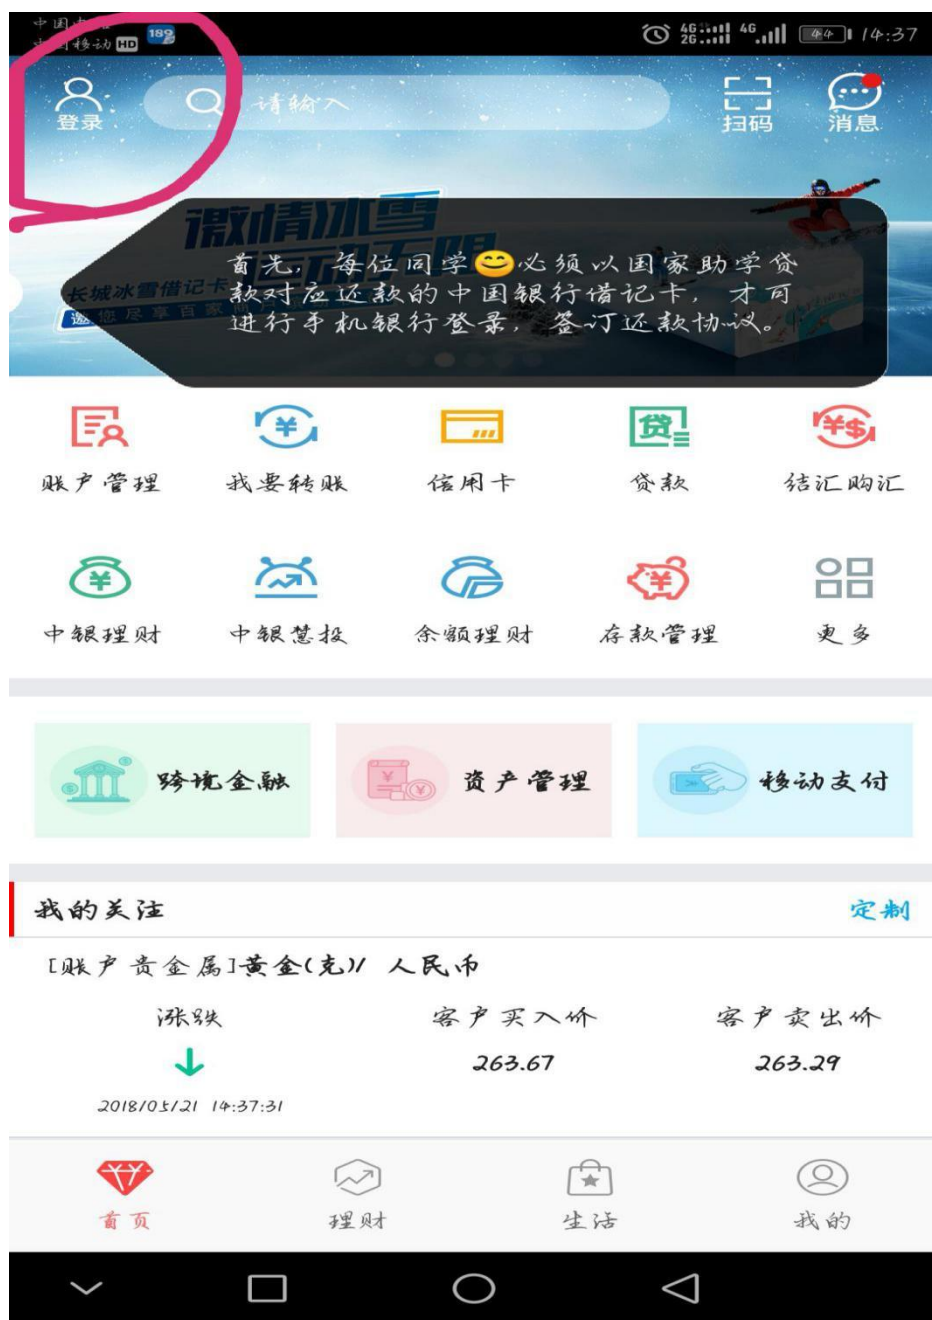 中国
中国移动 HD 189 4G 2G 4G 44 14:37
登录 请输入 扫码 消息
激情冰雪
长城冰雪借记卡
首先，每位同学😊必须以国家助学贷
款对应还款的中国银行借记卡，才可
进行手机银行登录，签订还款协议。
账户管理 我要转账 信用卡 贷款 结汇购汇
中银理财 中银慧投 余额理财 存款管理 更多
跨境金融 资产管理 移动支付
我的关注 定制
[账户贵金属]黄金(克)/ 人民币
涨跌 客户买入价 客户卖出价
263.67 263.29
2018/05/21 14:37:31
首页 理财 生活 我的